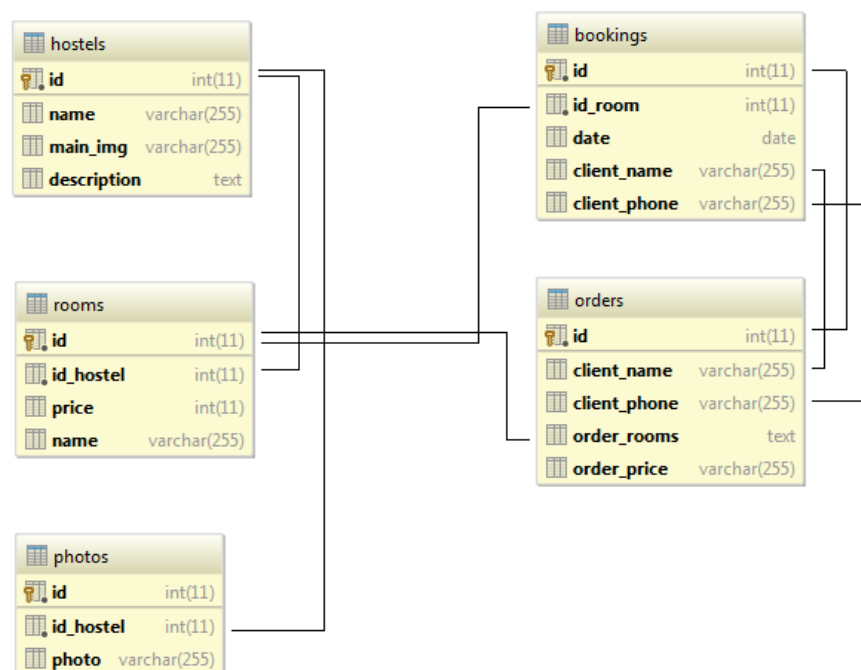 hostels
id int(11)
name varchar(255)
main_img varchar(255)
description text
bookings
id int(11)
id_room int(11)
date date
client_name varchar(255)
client_phone varchar(255)
rooms
id int(11)
id_hostel int(11)
price int(11)
name varchar(255)
orders
id int(11)
client_name varchar(255)
client_phone varchar(255)
order_rooms text
order_price varchar(255)
photos
id int(11)
id_hostel int(11)
photo varchar(255)